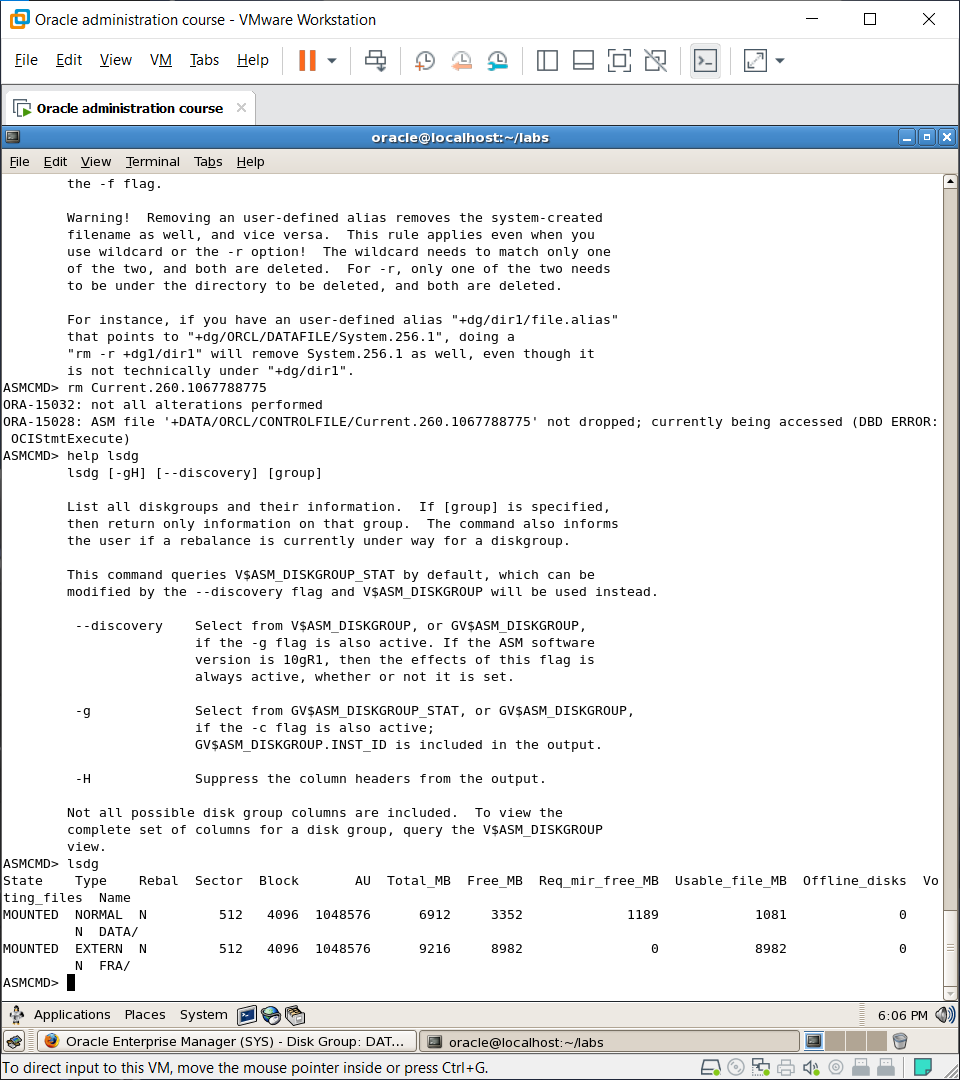 Oracle administration course - VMware Workstation
File Edit View VM Tabs Help
Oracle administration course
oracle@localhost:~/labs
File Edit View Terminal Tabs Help
the -f flag.
Warning!  Removing an user-defined alias removes the system-created
filename as well, and vice versa.  This rule applies even when you
use wildcard or the -r option!  The wildcard needs to match only one
of the two, and both are deleted.  For -r, only one of the two needs
to be under the directory to be deleted, and both are deleted.
For instance, if you have an user-defined alias "+dg/dir1/file.alias"
that points to "+dg/ORCL/DATAFILE/System.256.1", doing a
"rm -r +dg1/dir1" will remove System.256.1 as well, even though it
is not technically under "+dg/dir1".
ASMCMD> rm Current.260.1067788775
ORA-15032: not all alterations performed
ORA-15028: ASM file '+DATA/ORCL/CONTROLFILE/Current.260.1067788775' not dropped; currently being accessed (DBD ERROR:
OCIStmtExecute)
ASMCMD> help lsdg
lsdg [-gH] [--discovery] [group]
List all diskgroups and their information.  If [group] is specified,
then return only information on that group.  The command also informs
the user if a rebalance is currently under way for a diskgroup.
This command queries V$ASM_DISKGROUP_STAT by default, which can be
modified by the --discovery flag and V$ASM_DISKGROUP will be used instead.
--discovery    Select from V$ASM_DISKGROUP, or GV$ASM_DISKGROUP,
if the -g flag is also active. If the ASM software
version is 10gR1, then the effects of this flag is
always active, whether or not it is set.
-g             Select from GV$ASM_DISKGROUP_STAT, or GV$ASM_DISKGROUP,
if the -c flag is also active;
GV$ASM_DISKGROUP.INST_ID is included in the output.
-H             Suppress the column headers from the output.
Not all possible disk group columns are included.  To view the
complete set of columns for a disk group, query the V$ASM_DISKGROUP
view.
ASMCMD> lsdg
State    Type    Rebal  Sector  Block       AU  Total_MB  Free_MB  Req_mir_free_MB  Usable_file_MB  Offline_disks  Vo
ting_files  Name
MOUNTED  NORMAL  N         512   4096  1048576      6912     3352             1189            1081              0
N  DATA/
MOUNTED  EXTERN  N         512   4096  1048576      9216     8982                0            8982              0
N  FRA/
ASMCMD>
Applications Places System 6:06 PM
Oracle Enterprise Manager (SYS) - Disk Group: DAT... oracle@localhost:~/labs
To direct input to this VM, move the mouse pointer inside or press Ctrl+G.